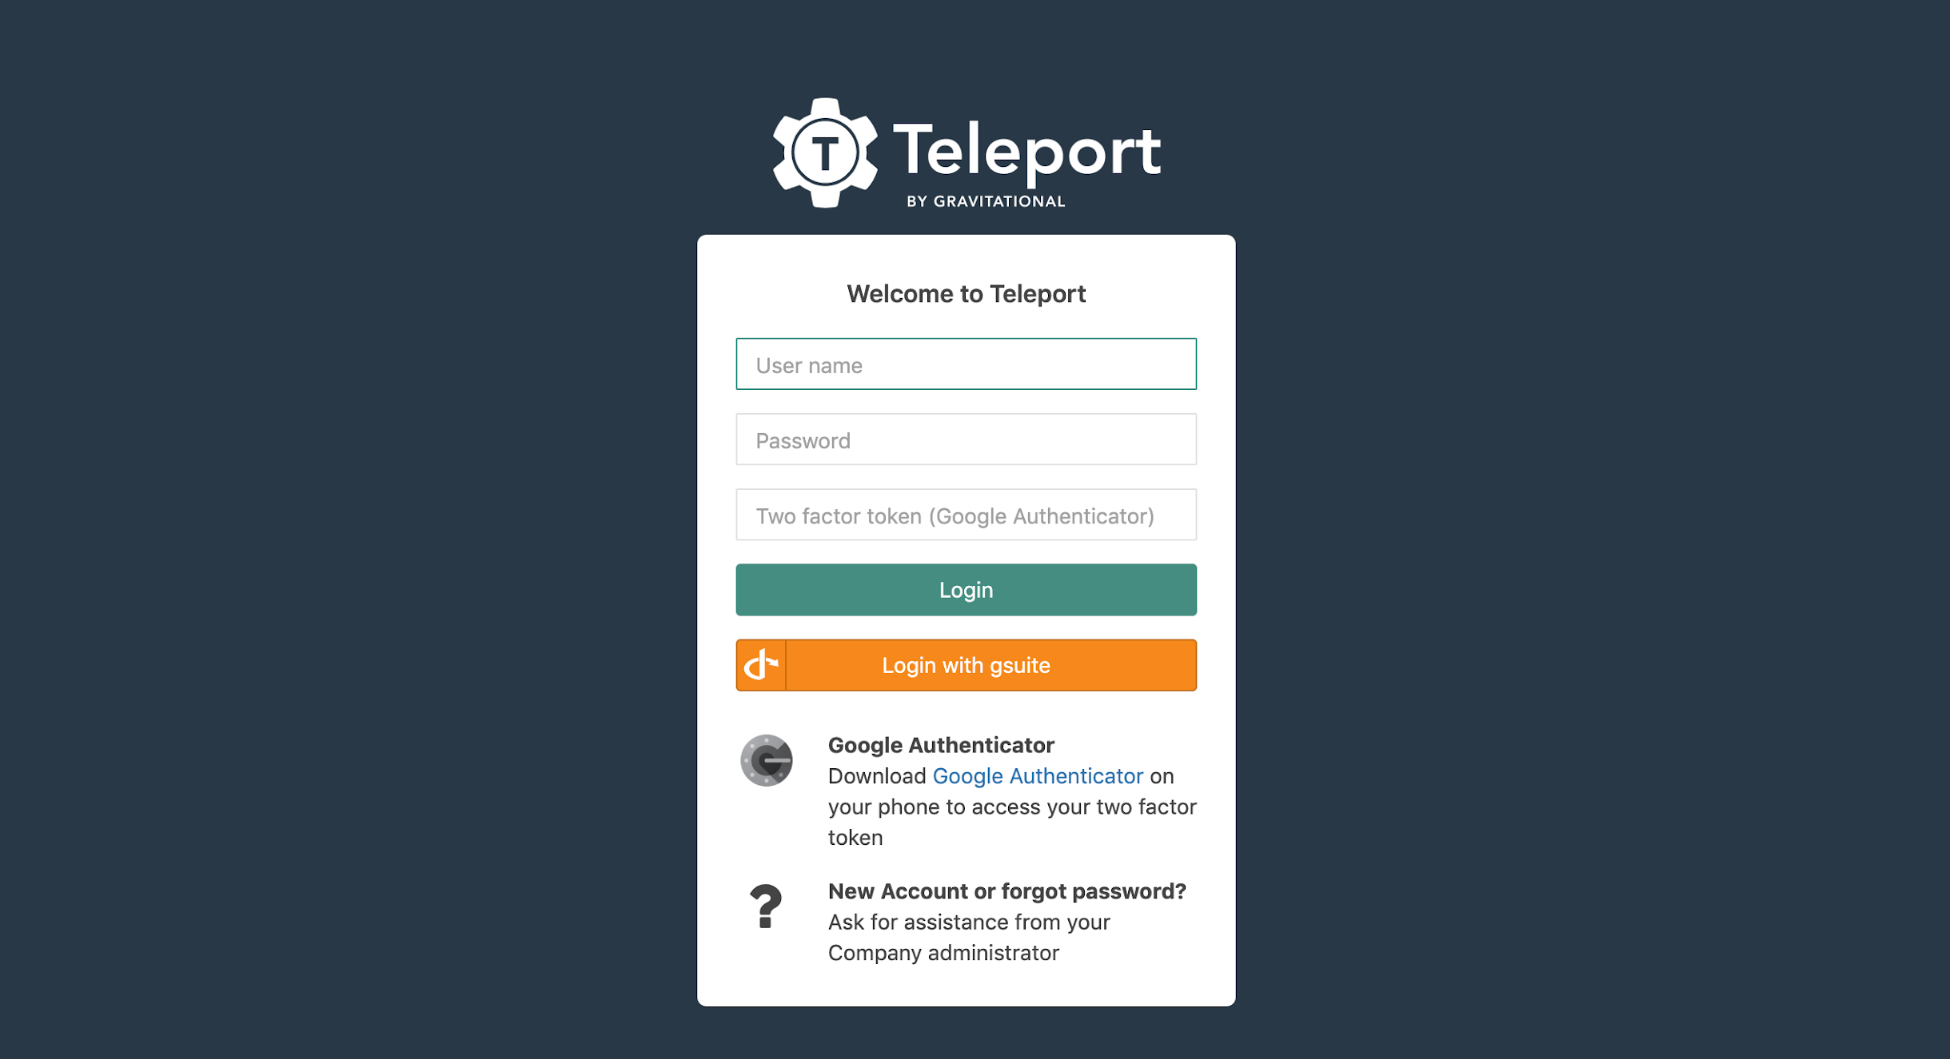 T Teleport
BY GRAVITATIONAL
Welcome to Teleport
User name
Password
Two factor token (Google Authenticator)
Login
Login with gsuite
Google Authenticator
Download Google Authenticator on
your phone to access your two factor
token
New Account or forgot password?
Ask for assistance from your
Company administrator